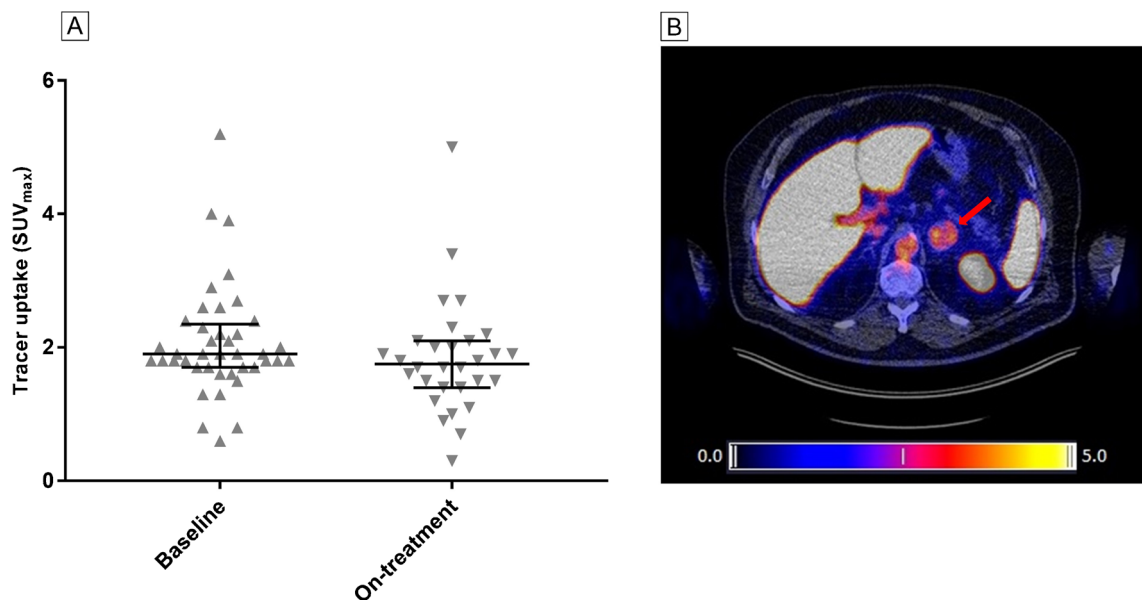 A
B
Tracer uptake (SUVmax)
6
4
2
0
Baseline
On-treatment
0.0
5.0